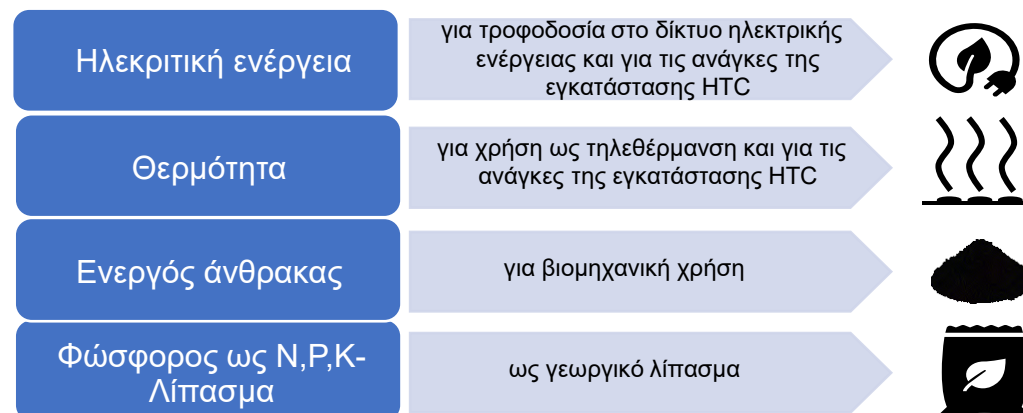 Ηλεκριτική ενέργεια
για τροφοδοσία στο δίκτυο ηλεκτρικής
ενέργειας και για τις ανάγκες της
εγκατάστασης HTC
Θερμότητα
για χρήση ως τηλεθέρμανση και για τις
ανάγκες της εγκατάστασης HTC
Ενεργός άνθρακας
για βιομηχανική χρήση
Φώσφορος ως N,P,K-
Λίπασμα
ως γεωργικό λίπασμα